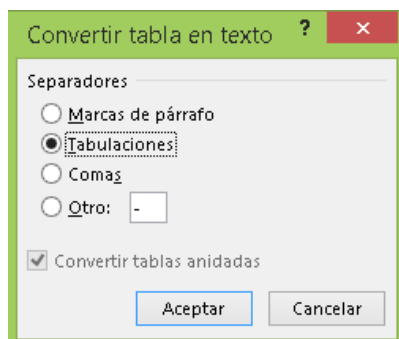 Convertir tabla en texto ?
Separadores
Marcas de párrafo
Tabulaciones
Comas
Otro: -
Convertir tablas anidadas
Aceptar Cancelar